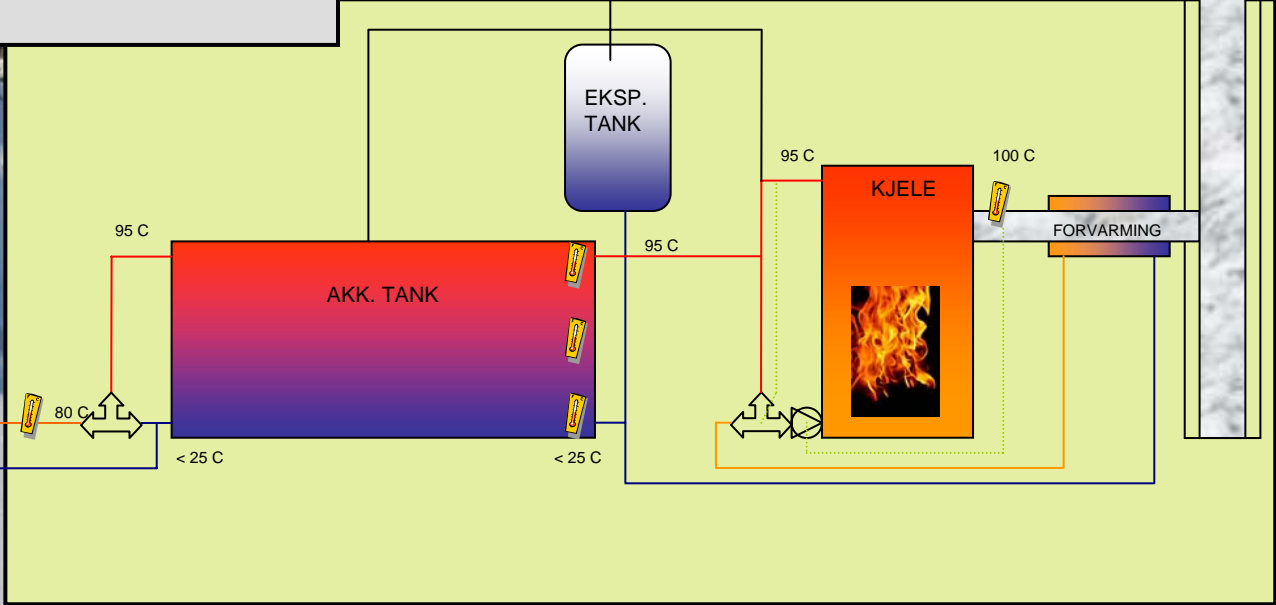 EKSP.
TANK
95 C
100 C
KJELE
95 C
95 C
FORVARMING
AKK. TANK
80 C
< 25 C
< 25 C